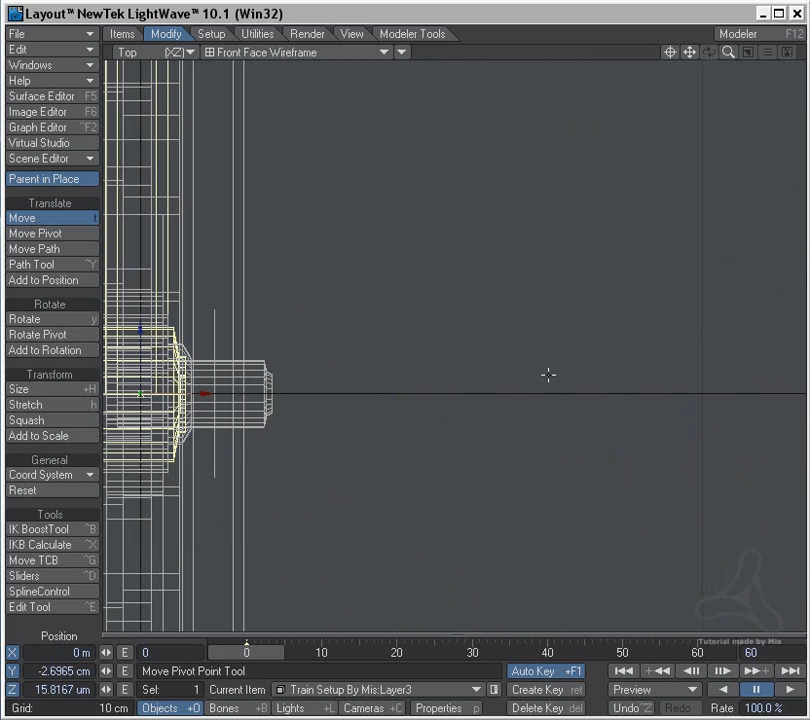 Layout™ NewTek LightWave™ 10.1 (Win32)
File Items Modify Setup Utilities Render View Modeler Tools Modeler F12
Edit Top (XZ) Front Face Wireframe
Windows
Help
Surface Editor F5
Image Editor F6
Graph Editor ^F2
Virtual Studio
Scene Editor
Parent in Place
Translate
Move t
Move Pivot
Move Path
Path Tool ^Y
Add to Position
Rotate
Rotate y
Rotate Pivot
Add to Rotation
Transform
Size +H
Stretch h
Squash
Add to Scale
General
Coord System
Reset
Tools
IK BoostTool ^B
IKB Calculate ^X
Move TCB ^G
Sliders ^D
SplineControl
Edit Tool ^E
Tutorial made by Mis
Position
X 0 m E 0 0 10 20 30 40 50 60 60
Y -2.6965 cm E Move Pivot Point Tool Auto Key +F1
Z 15.8167 um E Sel: 1 Current Item Train Setup By Mis:Layer3 p Create Key ret Preview
Grid: 10 cm Objects +O Bones +B Lights +L Cameras +C Properties p Delete Key del Undo ^Z Redo z Rate 100.0 %